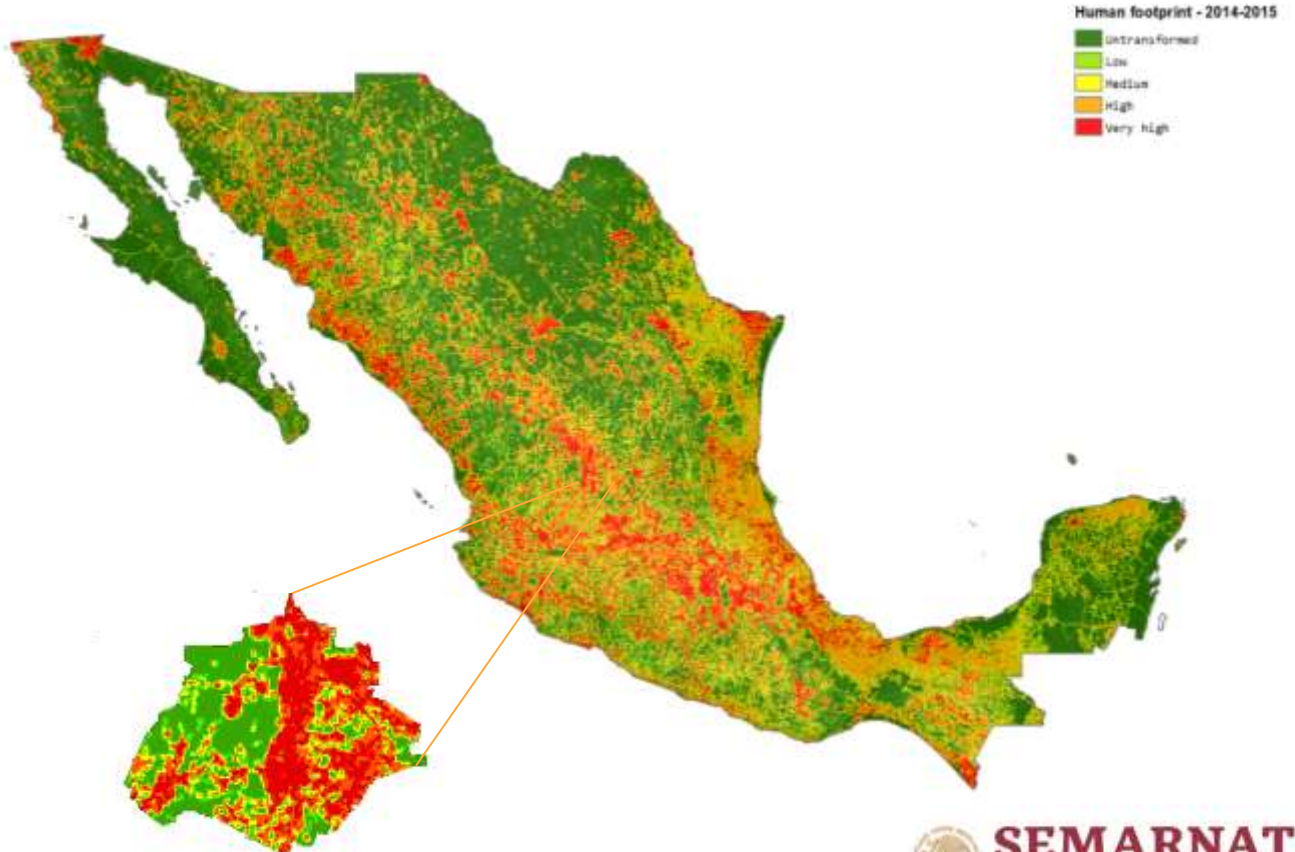 Human footprint - 2014-2015
Untransformed
Low
Medium
High
Very high
SEMARNAT